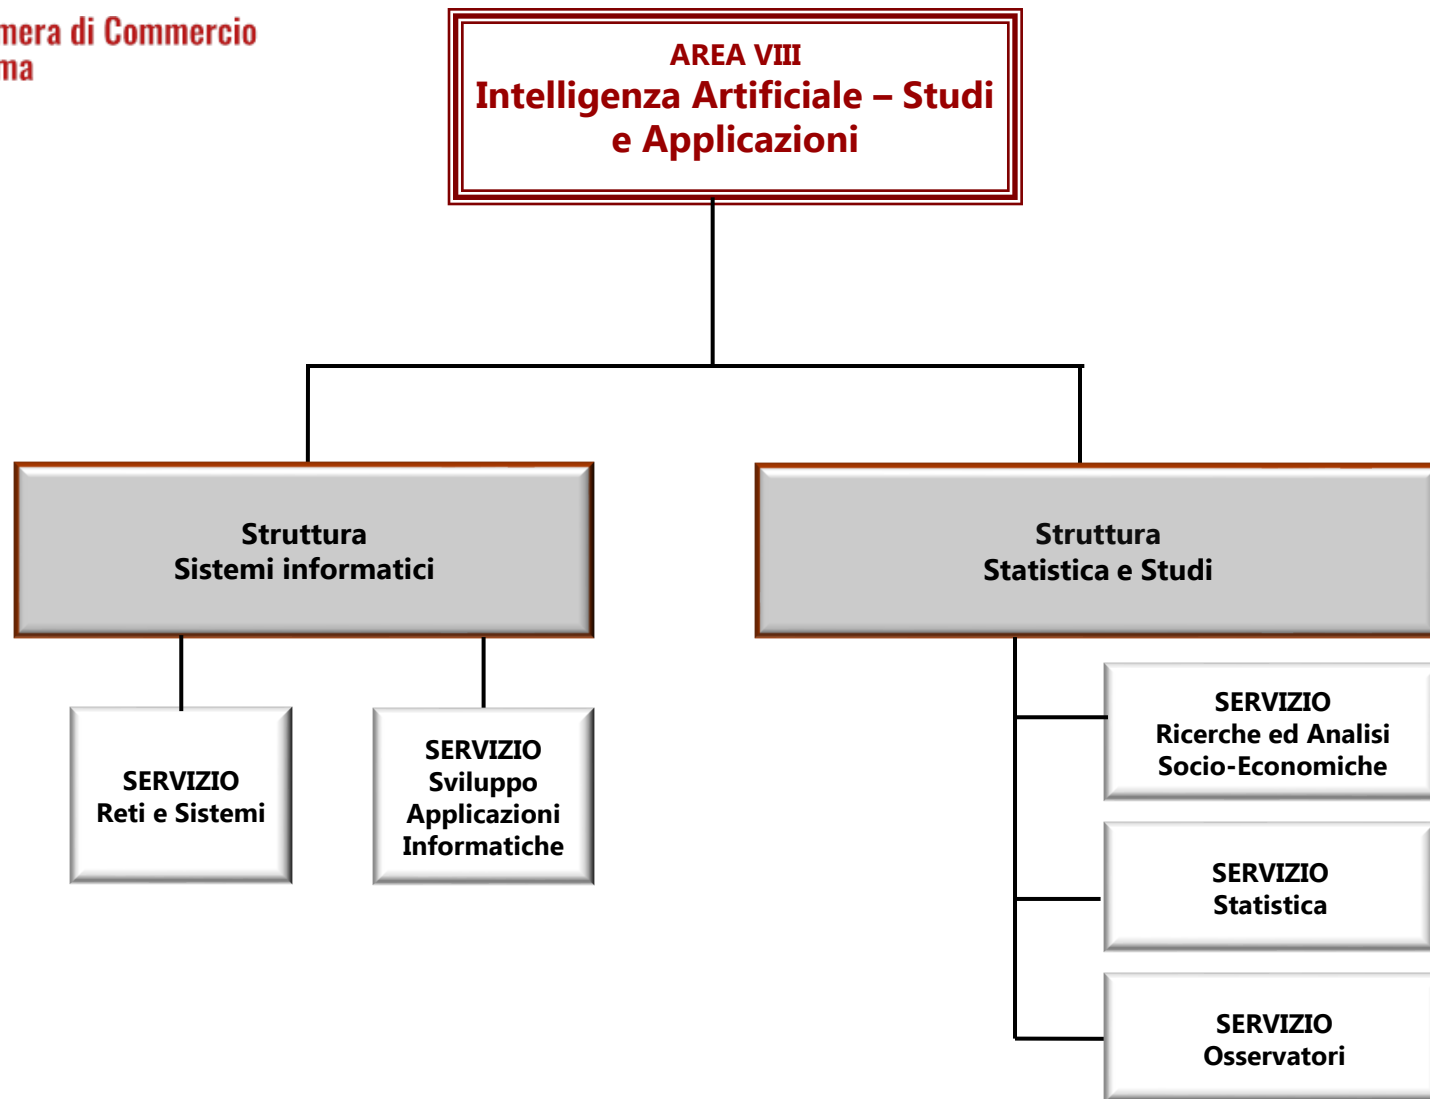 mera di Commercio
ma
AREA VIII
Intelligenza Artificiale – Studi
e Applicazioni
Struttura
Sistemi informatici
Struttura
Statistica e Studi
SERVIZIO
Reti e Sistemi
SERVIZIO
Sviluppo
Applicazioni
Informatiche
SERVIZIO
Ricerche ed Analisi
Socio-Economiche
SERVIZIO
Statistica
SERVIZIO
Osservatori